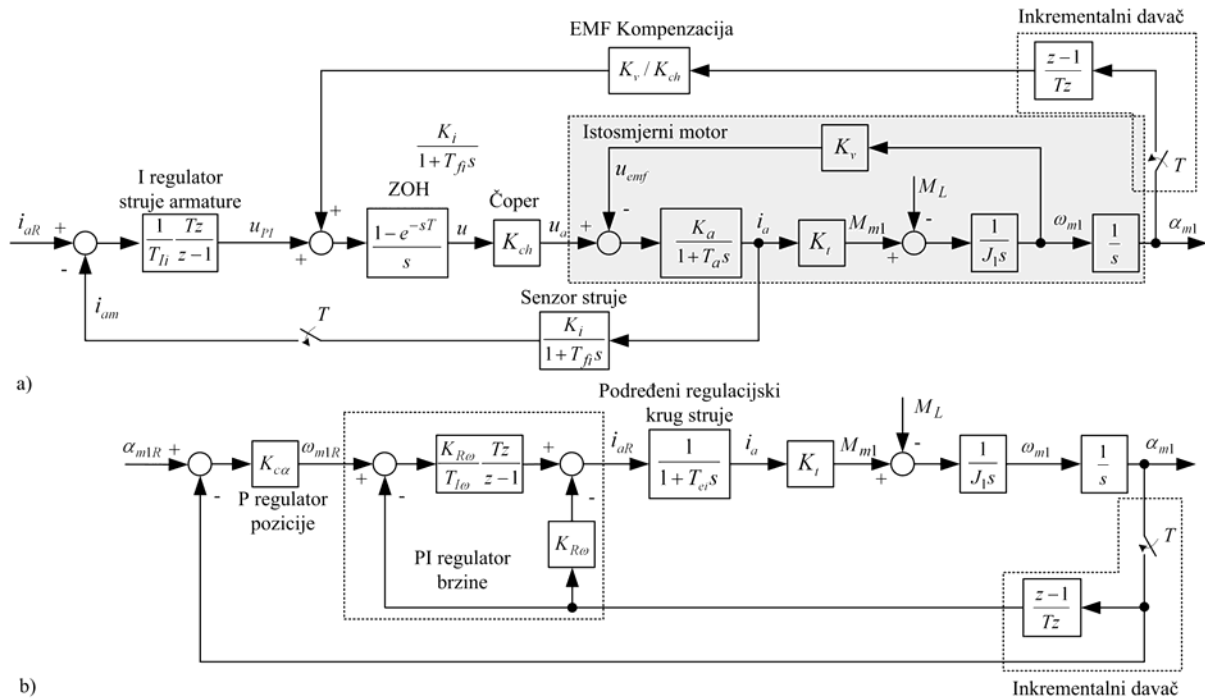 Inkrementalni davač
EMF Kompenzacija
K_v / K_ch
z − 1
Tz
T
K_i
1 + T_fi s
Istosmjerni motor
K_v
u_emf
M_L
I regulator
struje armature
ZOH
Čoper
i_aR
+
-
1 Tz
T_Ii z − 1
u_PI
+
+
1 − e^−sT
s
u
K_ch
u_a
+
-
K_a
1 + T_a s
i_a
K_t
M_m1
+
-
1
J_1 s
ω_m1
1
s
α_m1
i_am
T
Senzor struje
K_i
1 + T_fi s
a)
Podređeni regulacijski
krug struje
M_L
α_m1R
+
-
K_cα
P regulator
pozicije
ω_m1R
+
-
K_Rω Tz
T_Iω z − 1
+
-
K_Rω
PI regulator
brzine
i_aR
1
1 + T_ei s
i_a
K_t
M_m1
+
-
1
J_1 s
ω_m1
1
s
α_m1
T
z − 1
Tz
Inkrementalni davač
b)